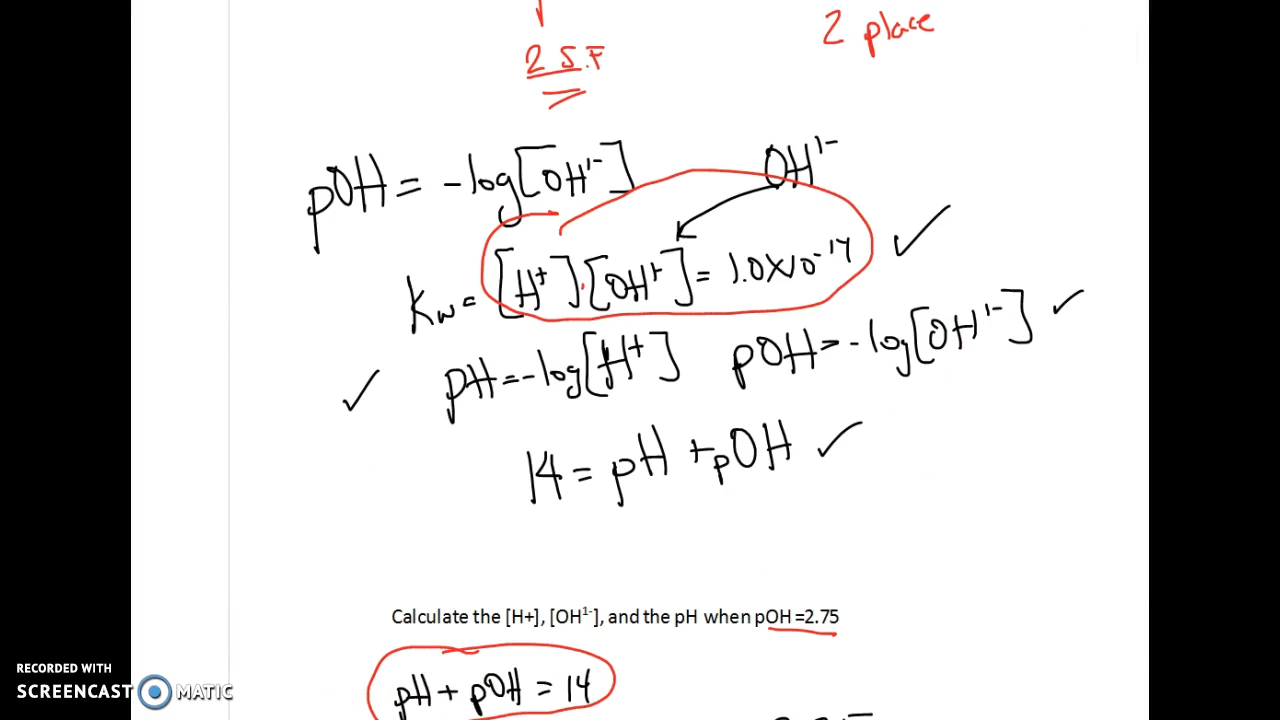 2 S.F
2 place
pOH = -log[OH¹⁻]
OH¹⁻
Kw = [H⁺]·[OH⁺] = 1.0X10⁻¹⁴
pH = -log[H⁺] pOH = -log[OH¹⁻]
14 = pH + pOH
Calculate the [H+], [OH¹⁻], and the pH when pOH =2.75
pH + pOH = 14
RECORDED WITH
SCREENCAST MATIC